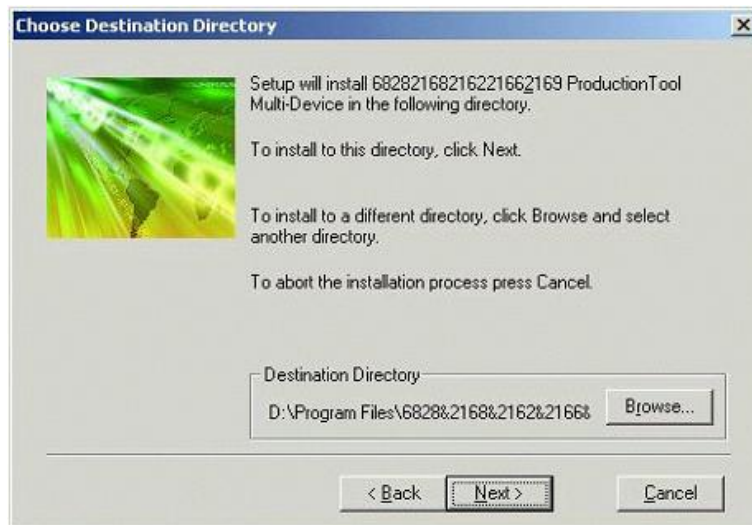 Choose Destination Directory
Setup will install 682821682162216621​69 ProductionTool
Multi-Device in the following directory.
To install to this directory, click Next.
To install to a different directory, click Browse and select
another directory.
To abort the installation process press Cancel.
Destination Directory
D:\Program Files\6828&2168&2162&2166&
Browse...
< Back
Next >
Cancel